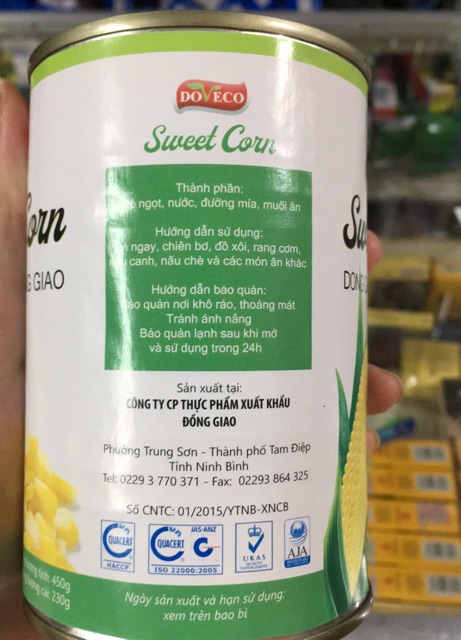 DOVECO
Sweet Corn
Thành phần:
ngọt, nước, đường mía, muối ăn
Hướng dẫn sử dụng:
ngay, chiên bơ, đồ xôi, rang cơm,
canh, nấu chè và các món ăn khác
Hướng dẫn bảo quản:
quản nơi khô ráo, thoáng mát
Tránh ánh nắng
Bảo quản lạnh sau khi mở
và sử dụng trong 24h
GIAO
Sản xuất tại:
CÔNG TY CP THỰC PHẨM XUẤT KHẨU
ĐỒNG GIAO
Phường Trung Sơn - Thành phố Tam Điệp
Tỉnh Ninh Bình
Tel: 0229 3 770 371 - Fax: 02293 864 325
Số CNTC: 01/2015/YTNB-XNCB
QUACERT
HACCP
QUACERT
JAS-ANZ
ISO 22000:2005
UKAS
QUALITY
MANAGEMENT
AJA
tịnh: 450g
cái: 230g
Ngày sản xuất và hạn sử dụng:
xem trên bao bì